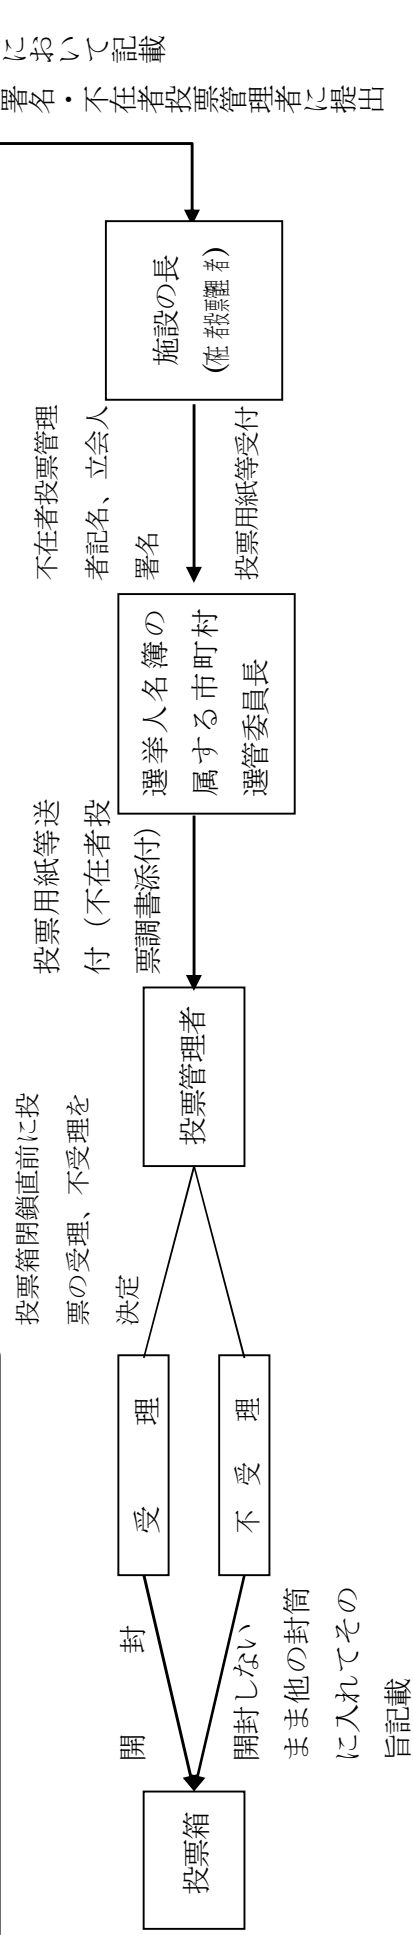 において記載
署名・不在者投票管理者に提出
施設の長
(不在者投票管理者)
不在者投票管理
者記名、立会人
署名
投票用紙等受付
選挙人名簿の
属する市町村
選管委員長
投票用紙等送
付（不在者投
票調書添付）
投票管理者
投票箱閉鎖直前に投
票の受理、不受理を
決定
受　理
不　受　理
開　封
開封しない
まま他の封筒
に入れてその
旨記載
投票箱